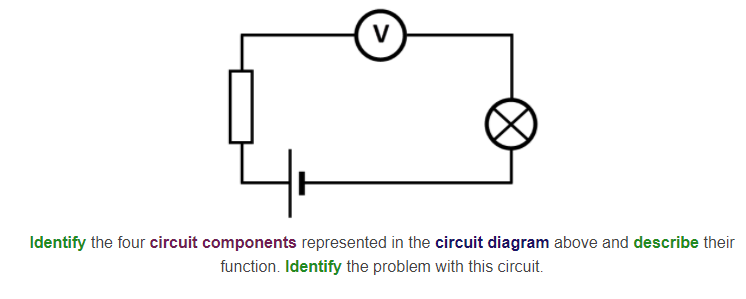 V
Identify the four circuit components represented in the circuit diagram above and describe their
function. Identify the problem with this circuit.